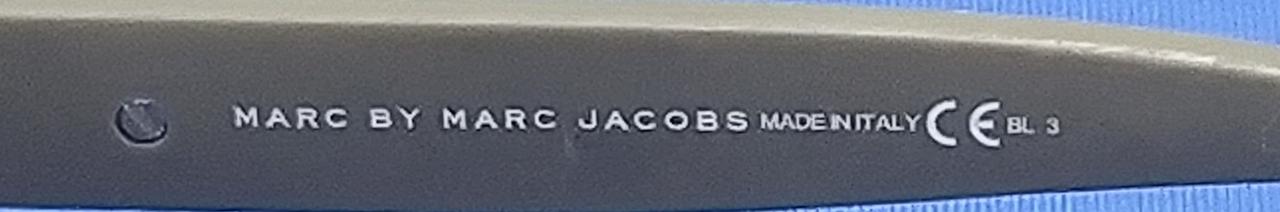 MARC BY MARC JACOBS MADE IN ITALY CE BL 3